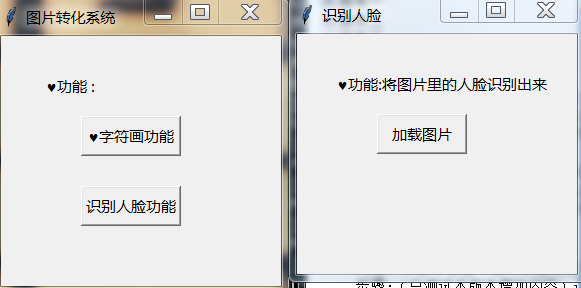 图片转化系统
♥功能：
♥字符画功能
识别人脸功能
识别人脸
♥功能:将图片里的人脸识别出来
加载图片